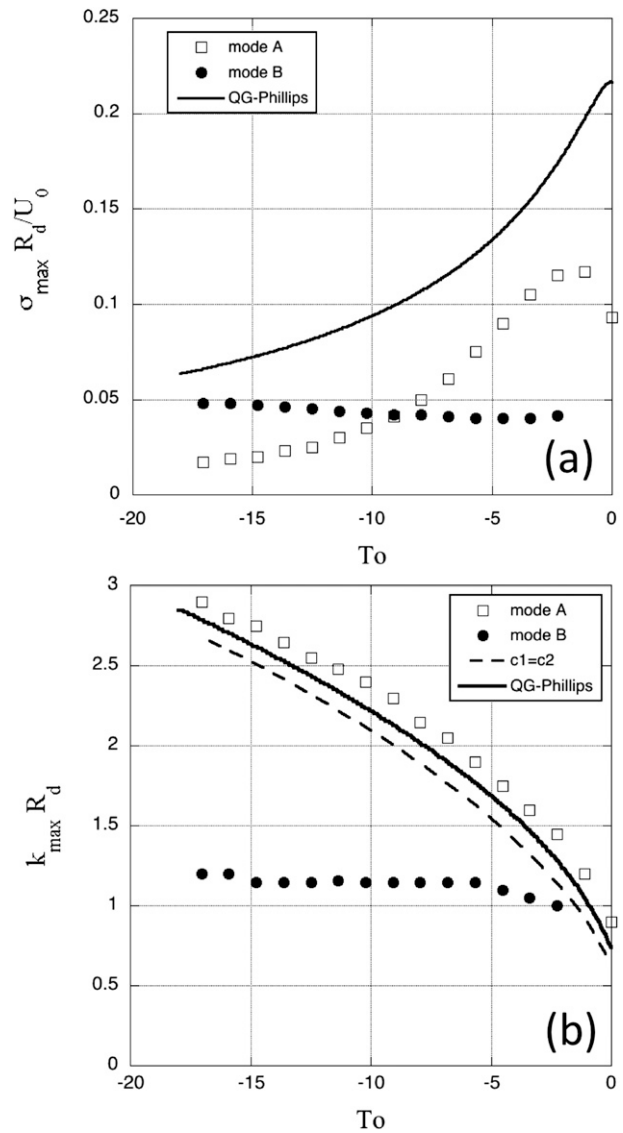 0.25
mode A
mode B
QG-Phillips
0.2
0.15
σmax Rd/U0
0.1
0.05
(a)
0
-20 -15 -10 -5 0
To
3
mode A
mode B
c1=c2
QG-Phillips
2.5
2
kmax Rd
1.5
1
0.5
(b)
0
-20 -15 -10 -5 0
To